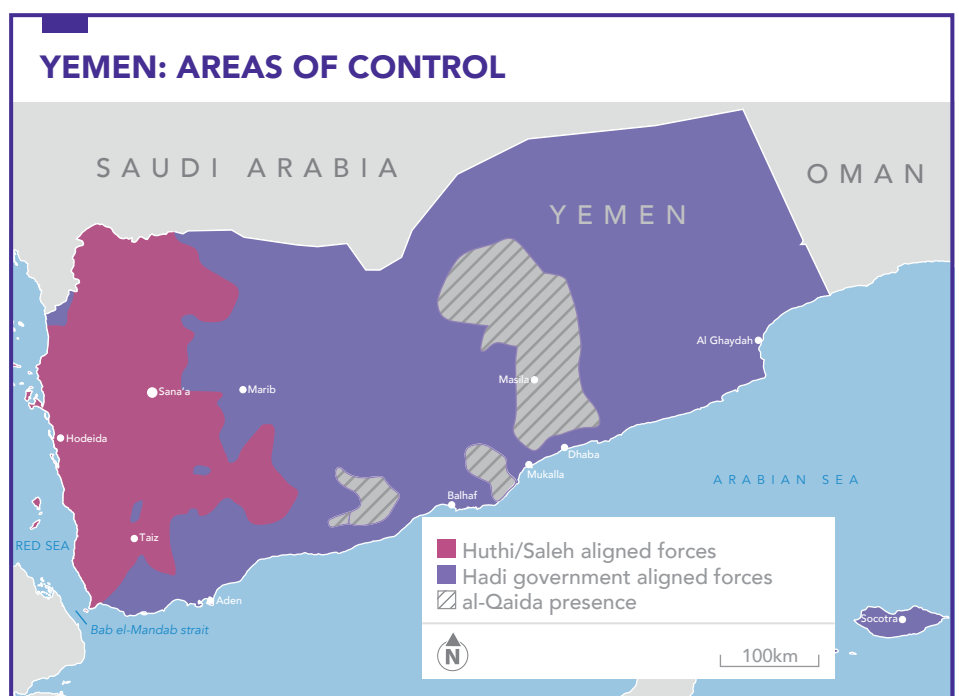 YEMEN: AREAS OF CONTROL
SAUDI ARABIA
OMAN
YEMEN
Al Ghaydah
Masila
Sana'a
Marib
Hodeida
Dhaba
Mukalla
ARABIAN SEA
Balhaf
Taiz
RED SEA
Huthi/Saleh aligned forces
Hadi government aligned forces
al-Qaida presence
Aden
Socotra
Bab el-Mandab strait
N
100km